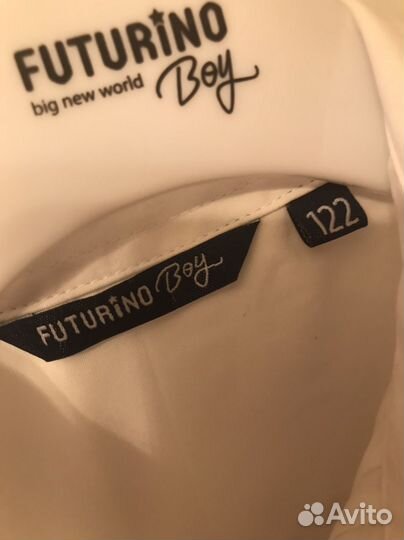 FUTURINO
big new world Boy
122
FUTURINO Boy
Avito